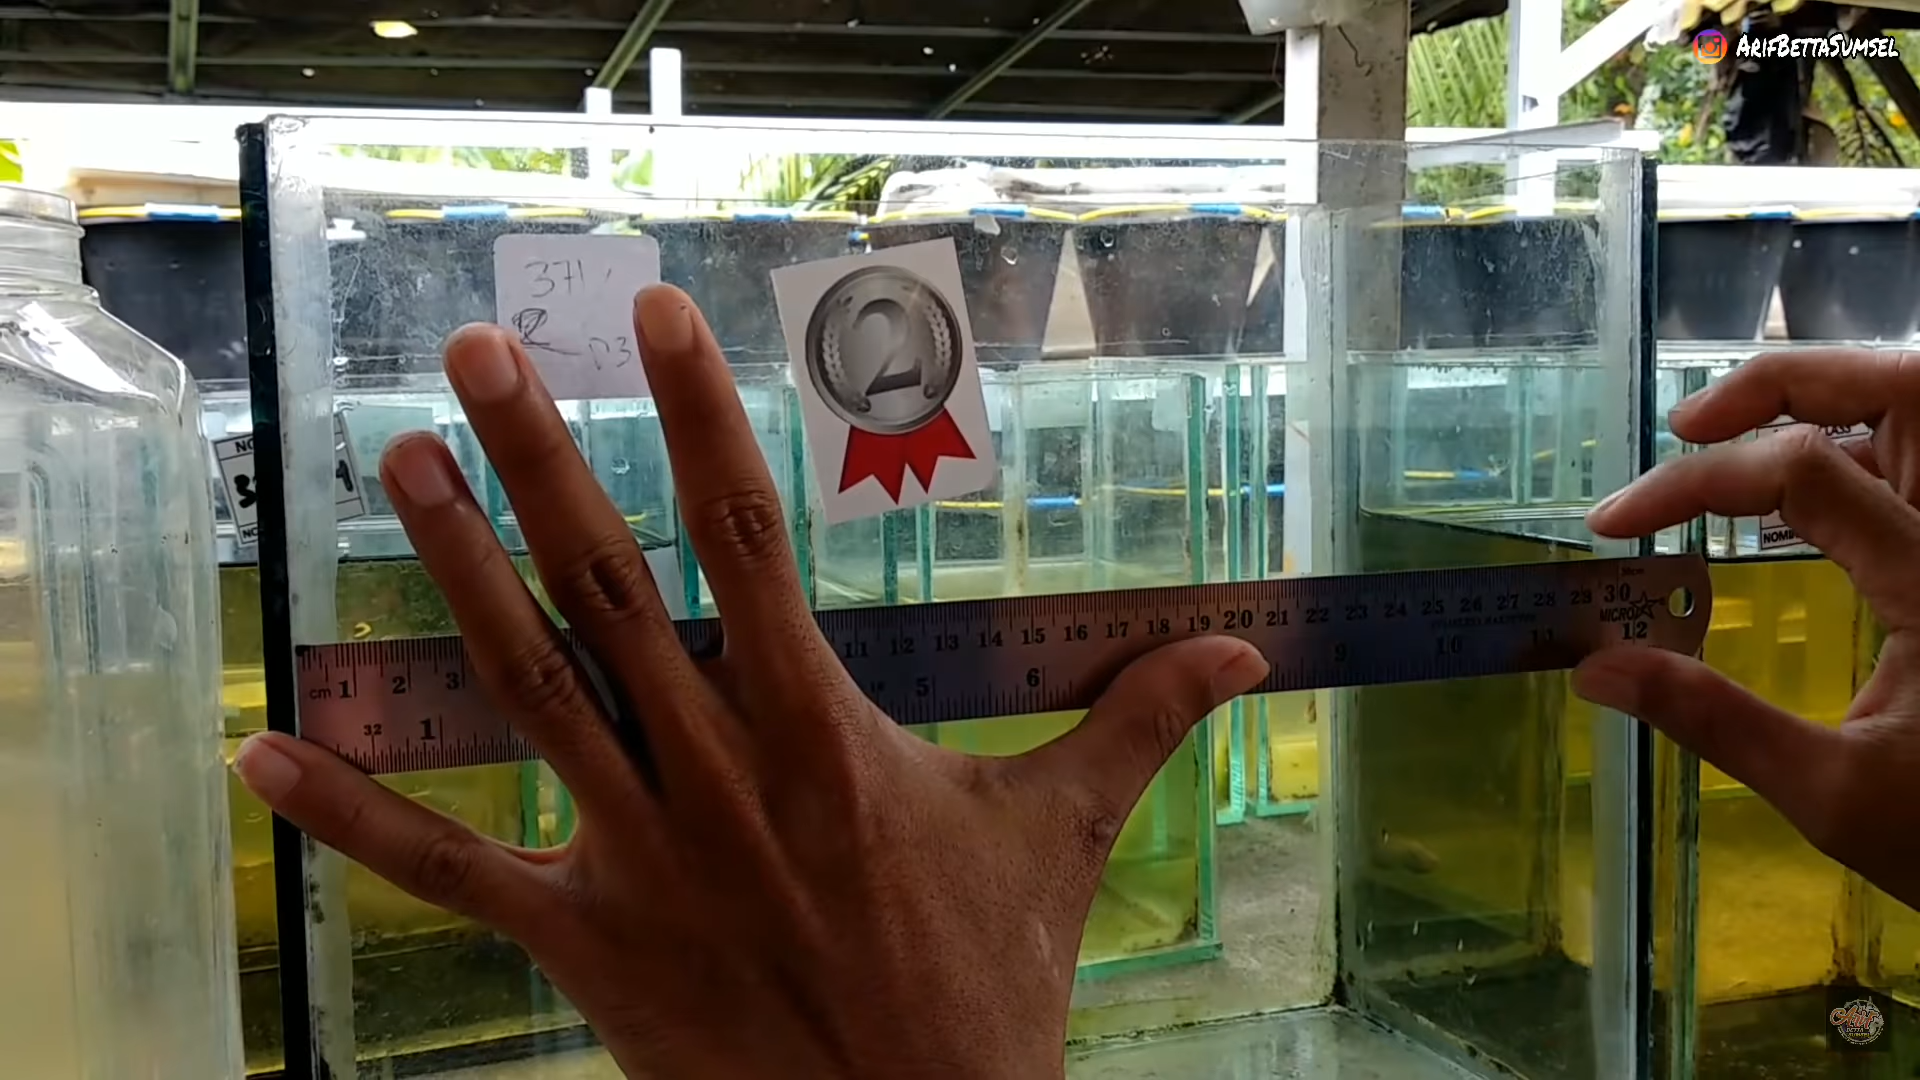 ArifBettaSumsel
371
R
P3
2
cm 1 2 3 11 12 13 14 15 16 17 18 19 20 21 22 23 24 25 26 27 28 29 30
MICRO
32 1 5 6 9 10 11 12
NOMI